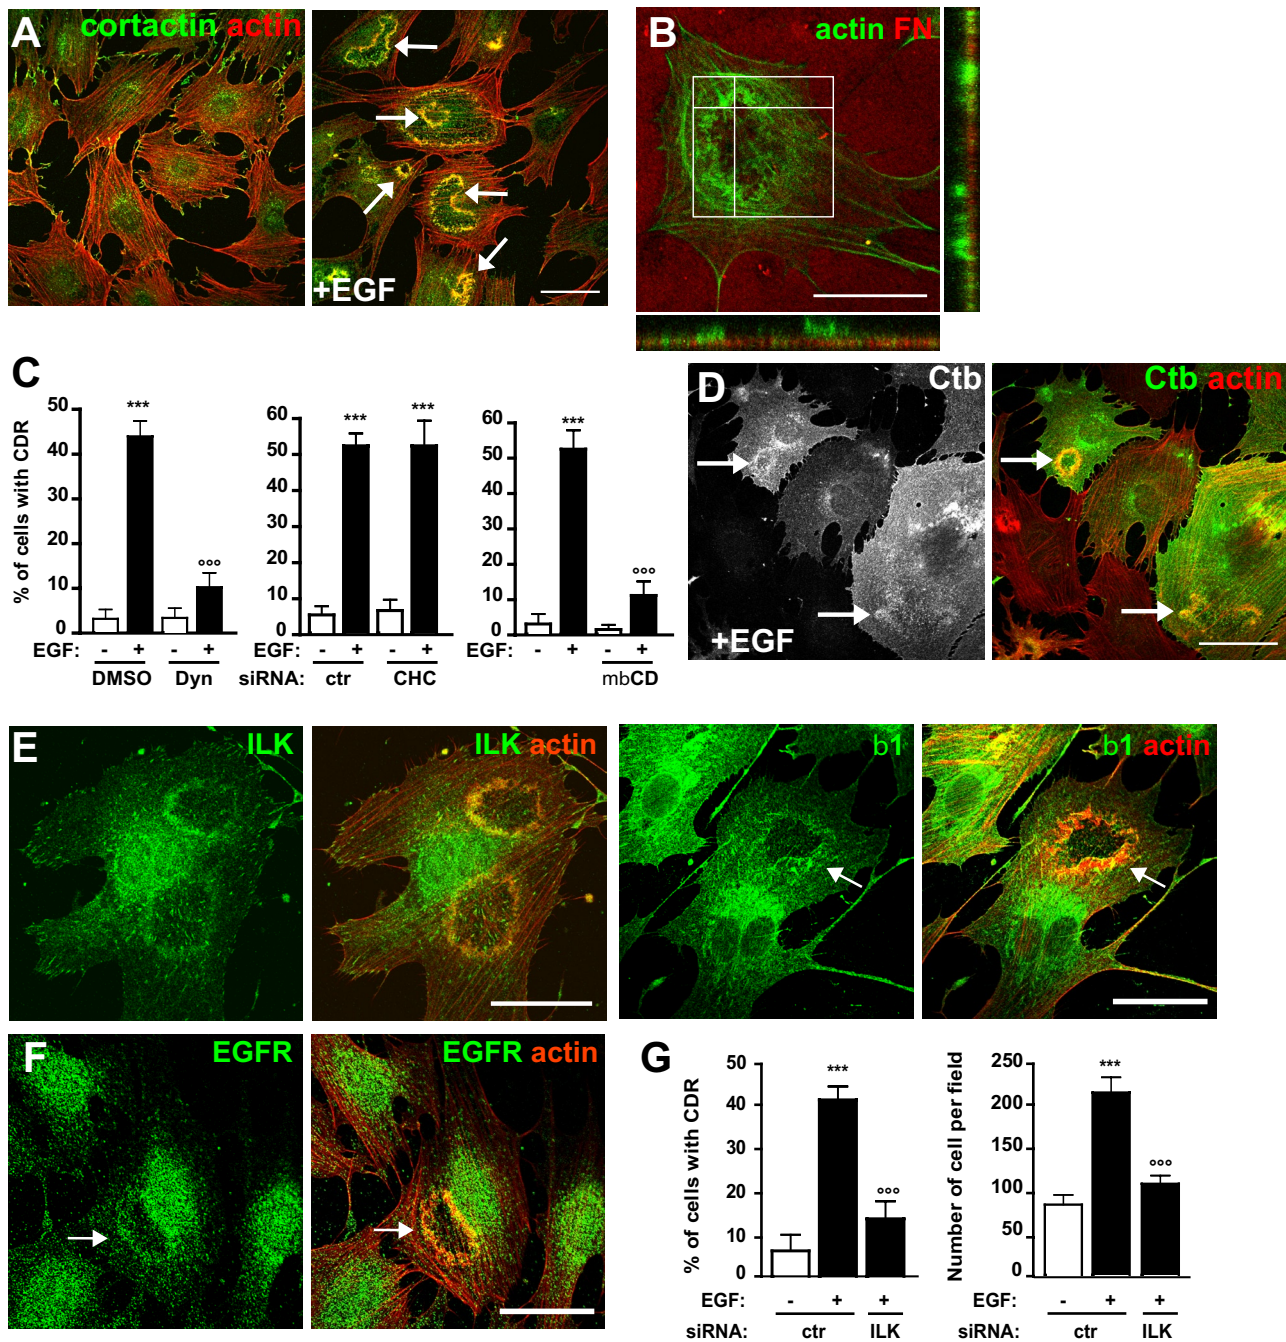 A
cortactin actin
+EGF
B
actin FN
C
% of cells with CDR
50
40
30
20
10
0
***
°°°
EGF: - + - +
DMSO Dyn
60
50
40
30
20
10
0
***
***
EGF: - + - +
siRNA: ctr CHC
60
50
40
30
20
10
0
***
°°°
EGF: - + - +
mbCD
D
Ctb
+EGF
Ctb actin
E
ILK
ILK actin
b1
b1 actin
F
EGFR
EGFR actin
G
% of cells with CDR
50
40
30
20
10
0
***
°°°
EGF: - + +
siRNA: ctr ILK
Number of cell per field
250
200
150
100
50
0
***
°°°
EGF: - + +
siRNA: ctr ILK